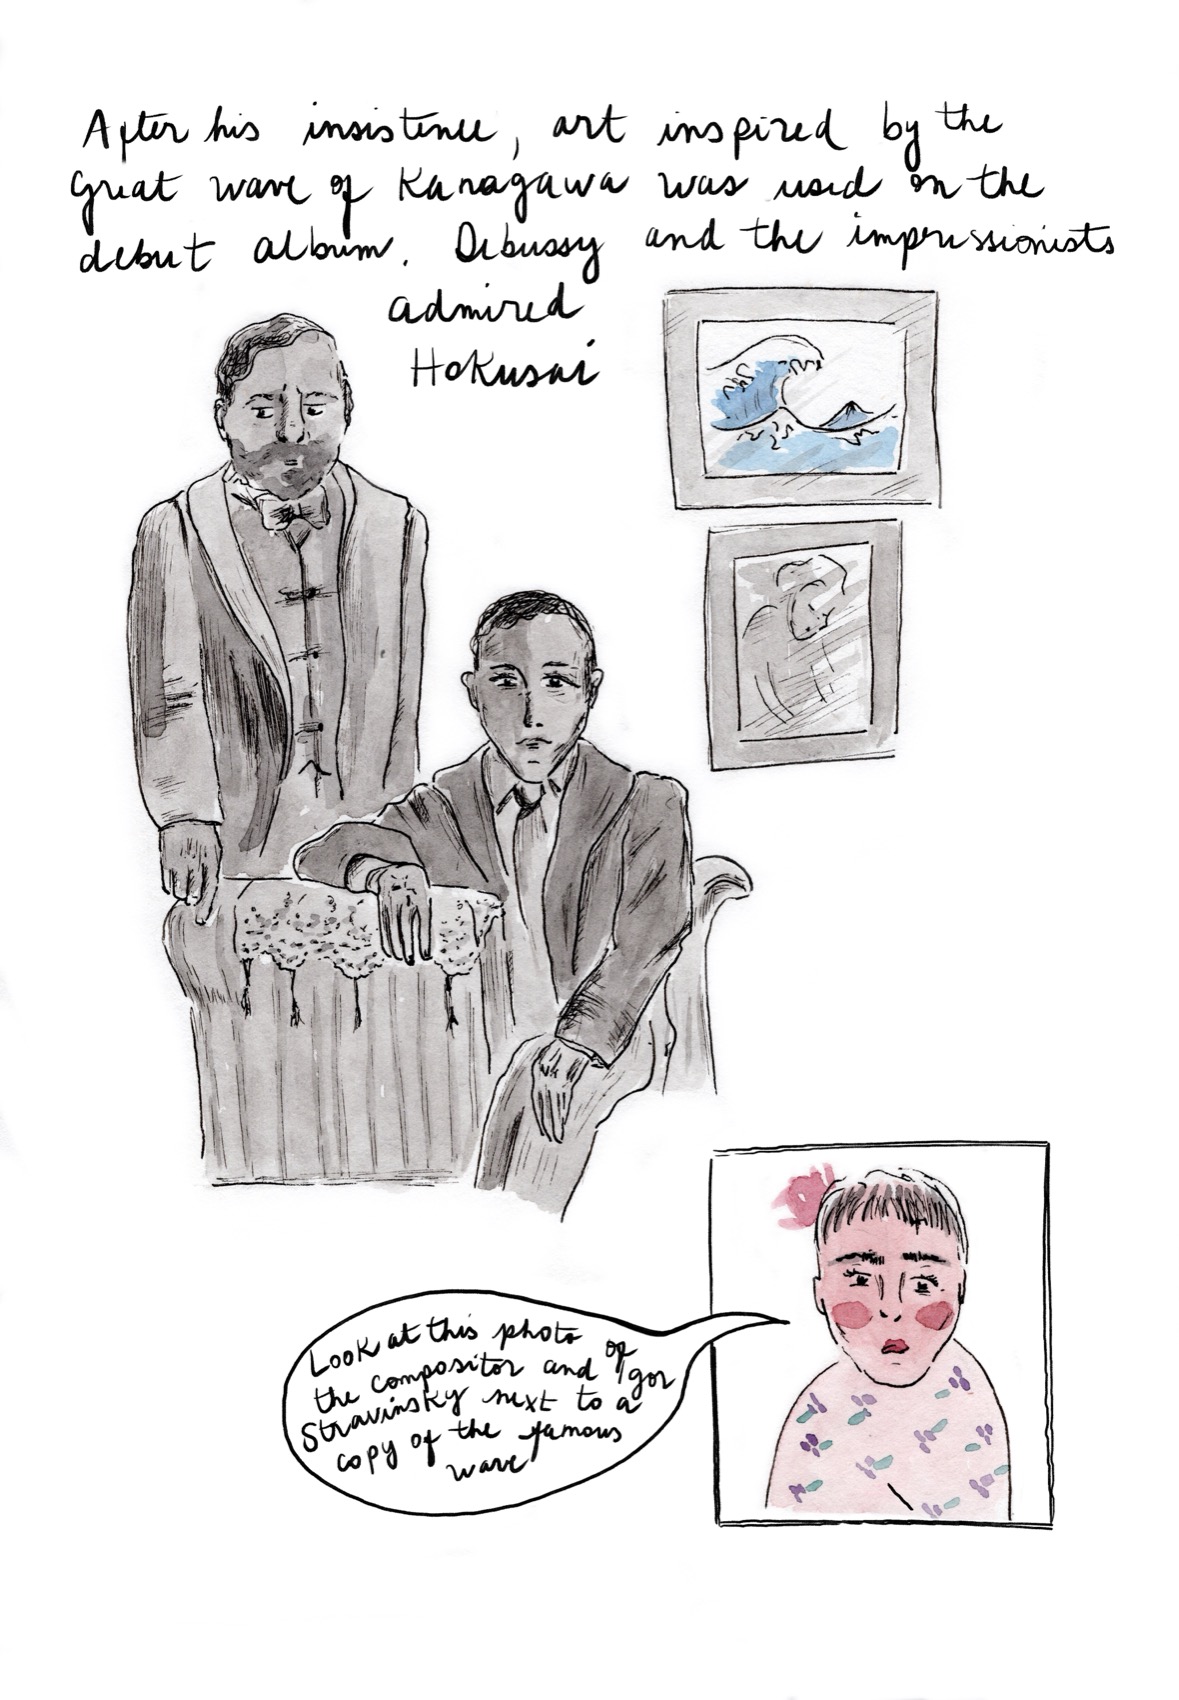 After his insistence, art inspired by the
Great wave of Kanagawa was used on the
debut album. Debussy and the impressionists
admired
Hokusai
Look at this photo of
the compositor and Igor
Stravinsky next to a
copy of the famous
wave